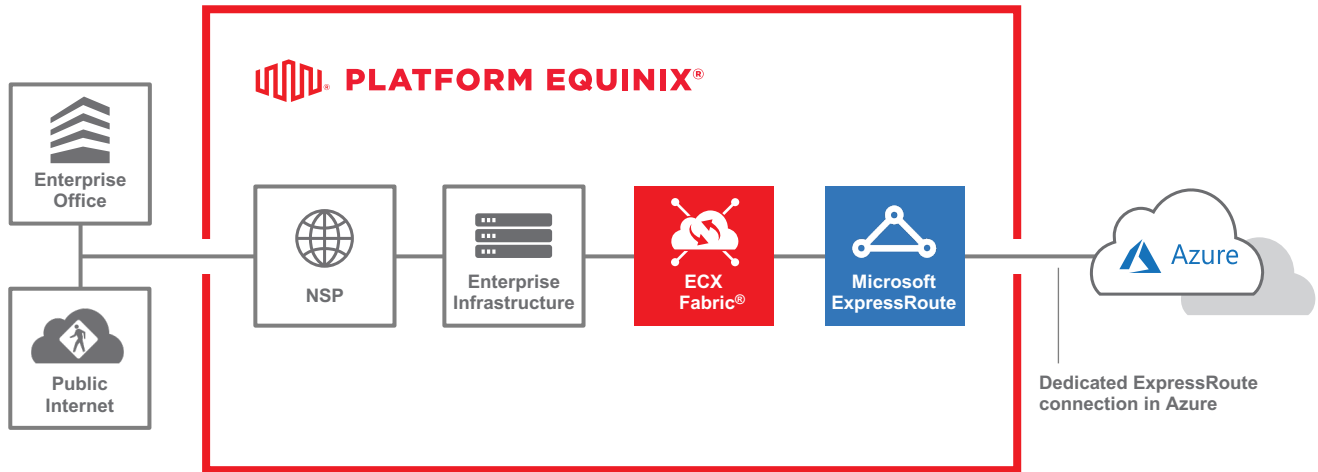 PLATFORM EQUINIX®
Enterprise
Office
Public
Internet
NSP
Enterprise
Infrastructure
ECX
Fabric®
Microsoft
ExpressRoute
Azure
Dedicated ExpressRoute
connection in Azure